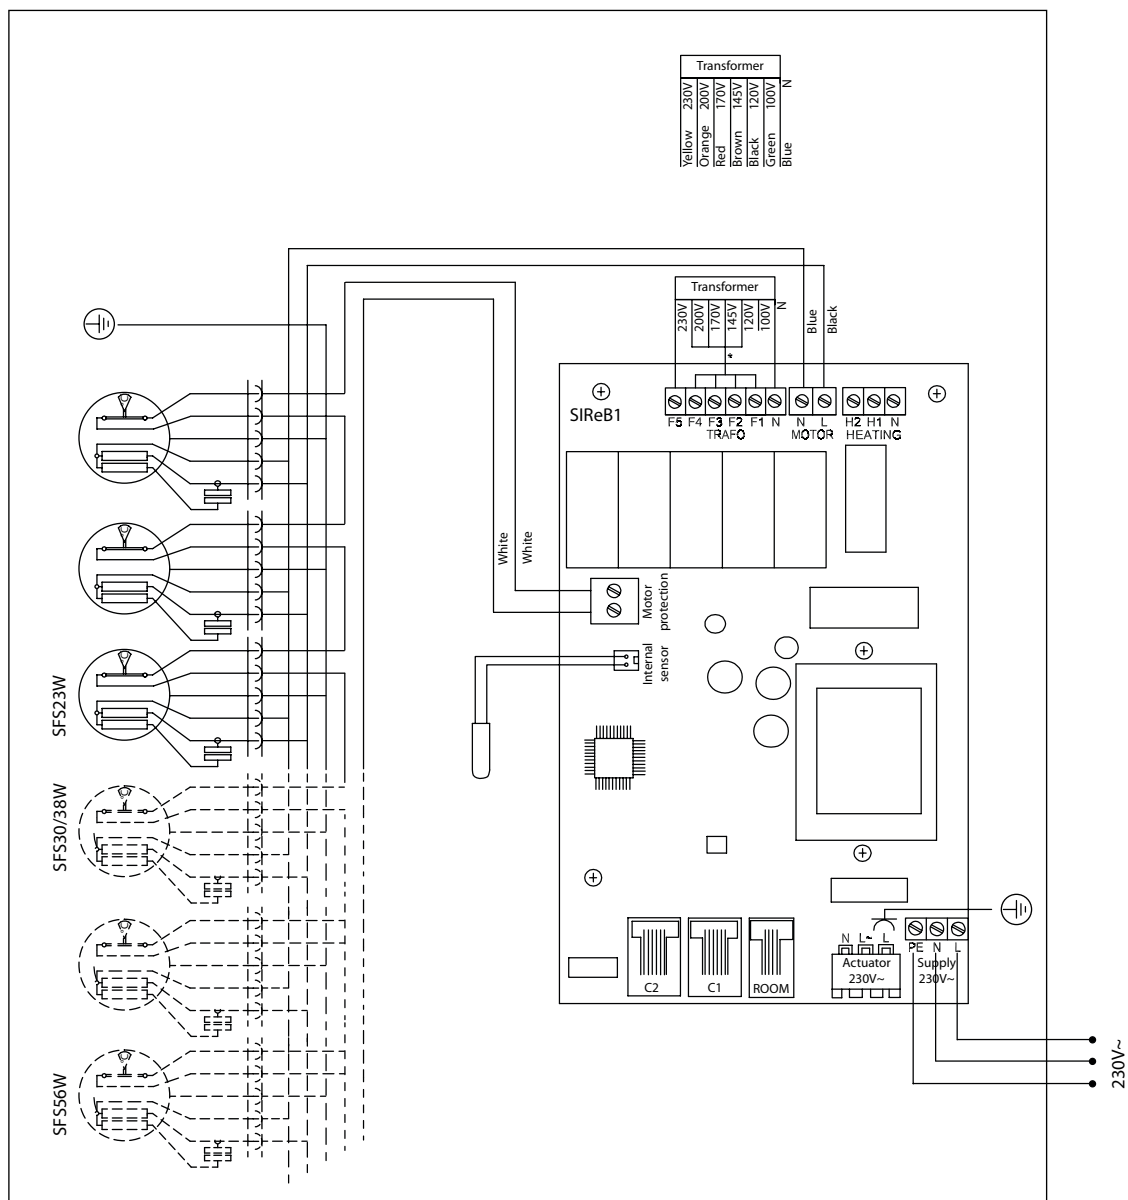 Transformer
Yellow 230V
Orange 200V
Red 170V
Brown 145V
Black 120V
Green 100V
Blue N
Transformer
230V
200V
170V
145V
120V
100V
N
*
Blue
Black
SIReB1
F5 F4 F3 F2 F1 N
TRAFO
N L
MOTOR
H2 H1 N
HEATING
White
White
Motor
protection
Internal
sensor
SFS23W
SFS30/38W
SFS56W
C2
C1
ROOM
N L~ L
Actuator
230V~
PE N L
Supply
230V~
230V~